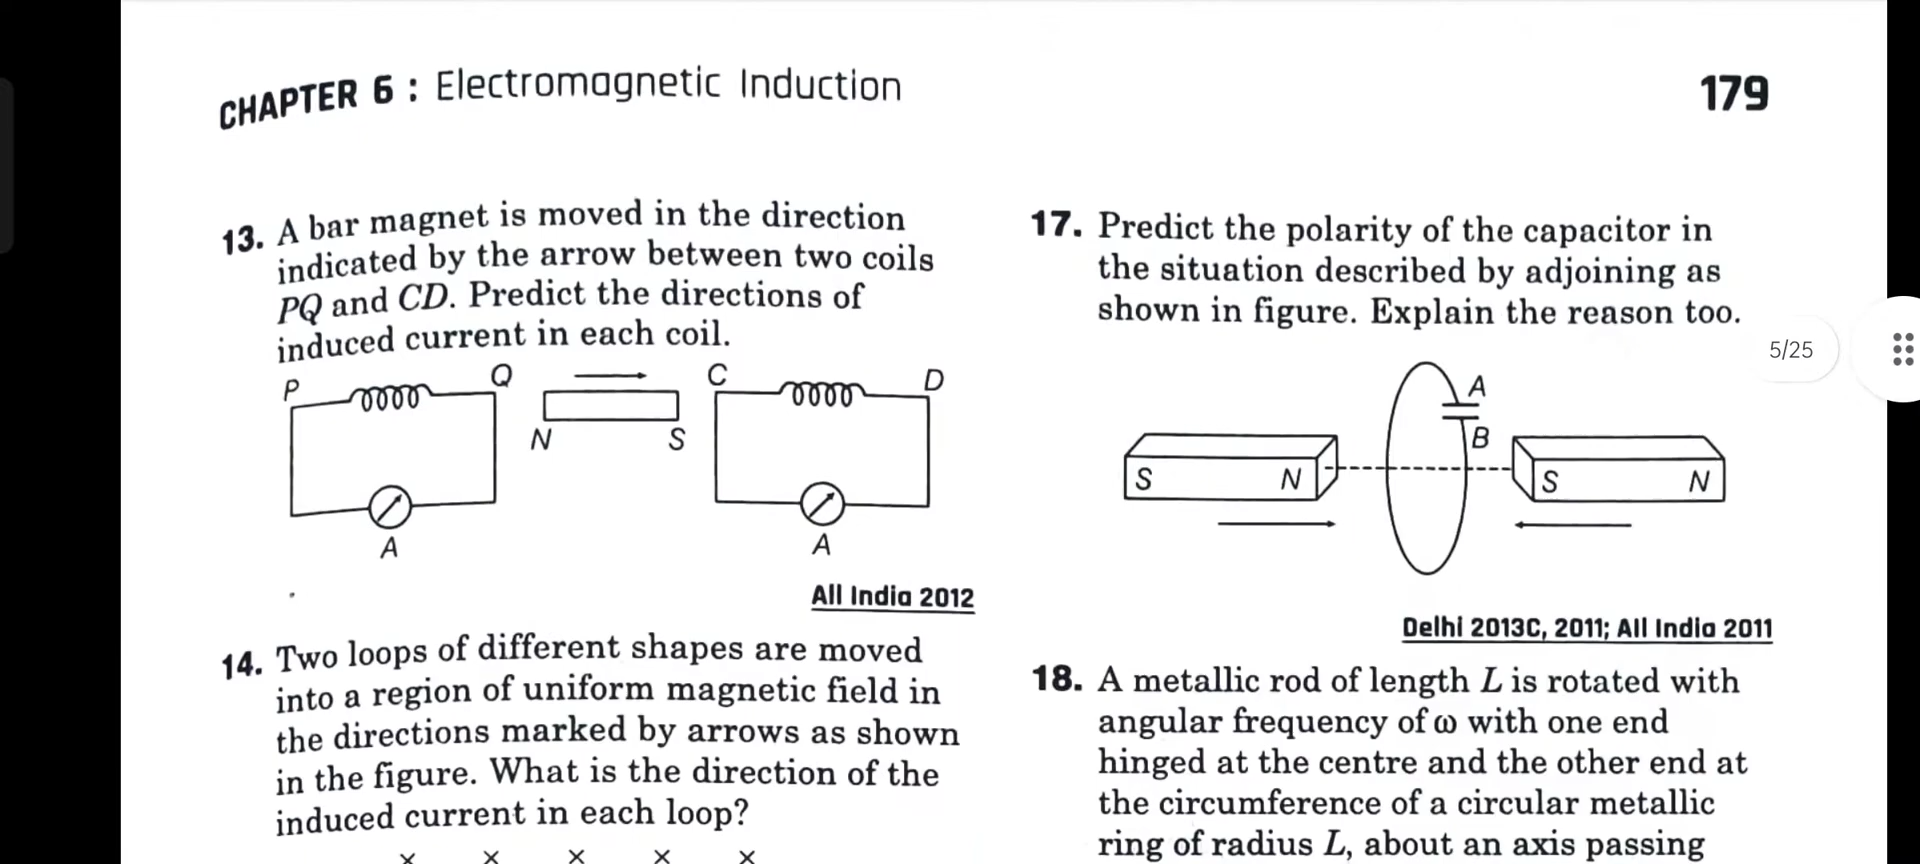 CHAPTER 6 : Electromagnetic Induction
179
13. A bar magnet is moved in the direction
indicated by the arrow between two coils
PQ and CD. Predict the directions of
induced current in each coil.
P
Q
C
D
N
S
A
A
All India 2012
14. Two loops of different shapes are moved
into a region of uniform magnetic field in
the directions marked by arrows as shown
in the figure. What is the direction of the
induced current in each loop?
× × × × ×
17. Predict the polarity of the capacitor in
the situation described by adjoining as
shown in figure. Explain the reason too.
A
B
S
N
S
N
Delhi 2013C, 2011; All India 2011
18. A metallic rod of length L is rotated with
angular frequency of ω with one end
hinged at the centre and the other end at
the circumference of a circular metallic
ring of radius L, about an axis passing
5/25